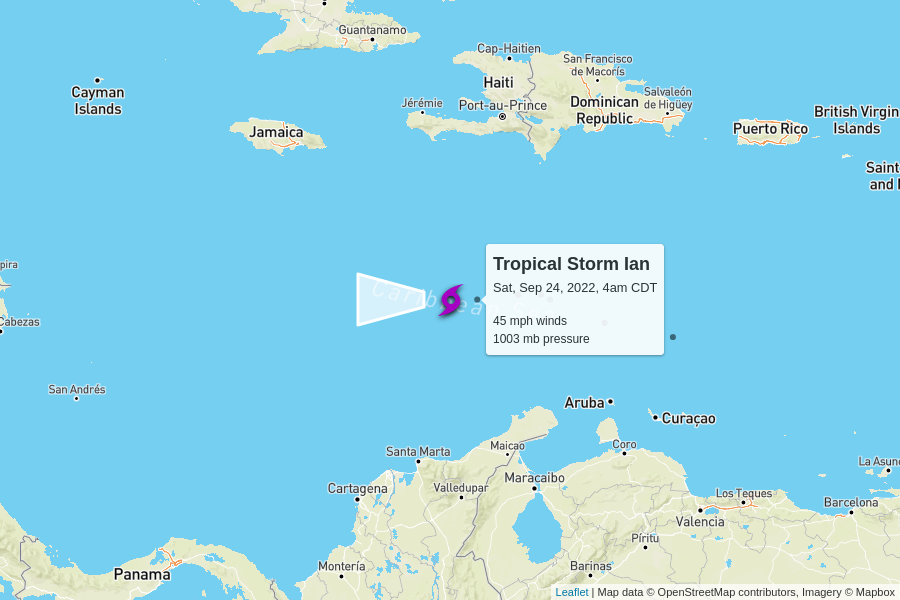 Guantanamo
Cap-Haitien
San Francisco
de Macorís
Cayman
Islands
Haiti
Jérémie
Port-au-Prince
Dominican
Republic
Salvaleón
de Higüey
British Virgin
Islands
Jamaica
Puerto Rico
Saint
and
Tropical Storm Ian
Sat, Sep 24, 2022, 4am CDT
45 mph winds
1003 mb pressure
pira
Caribbean
Cabezas
San Andrés
Aruba
Curaçao
Santa Marta
Maicao
Coro
Cartagena
Valledupar
Maracaibo
Los Teques
La Asunc
Barcelona
Valencia
Píritu
Montería
Panama
Barinas
Leaflet | Map data © OpenStreetMap contributors, Imagery © Mapbox